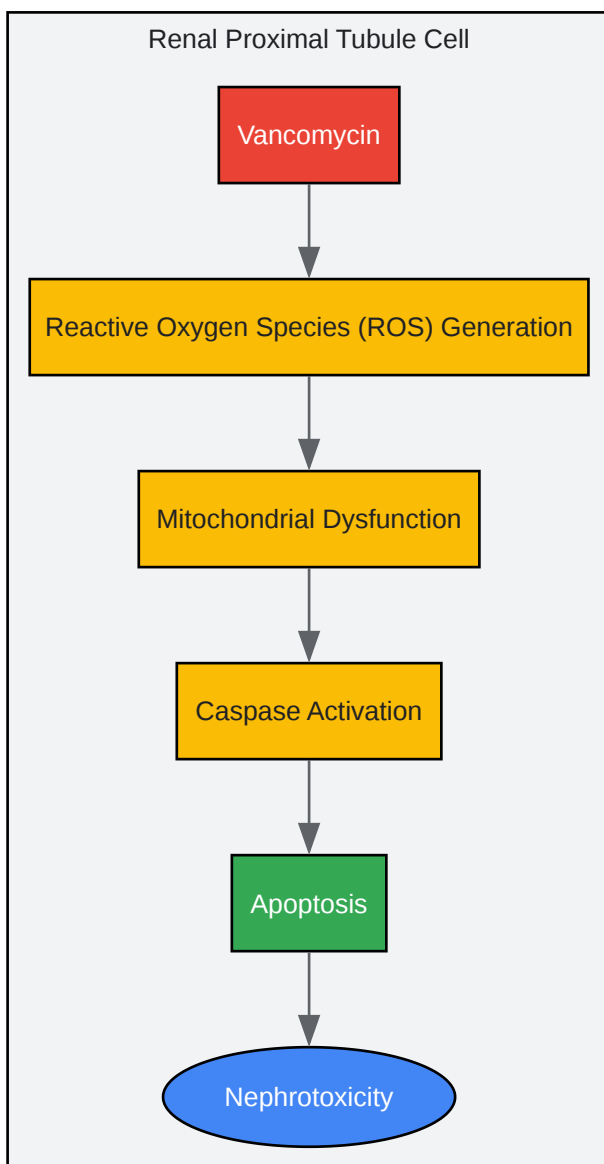 Renal Proximal Tubule Cell
Vancomycin
Reactive Oxygen Species (ROS) Generation
Mitochondrial Dysfunction
Caspase Activation
Apoptosis
Nephrotoxicity